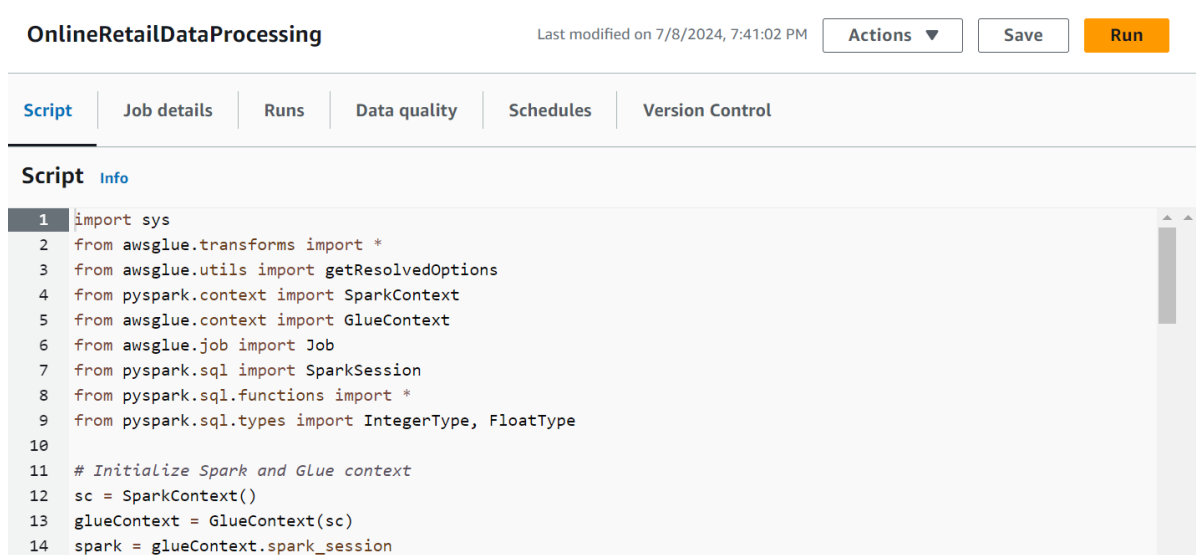 OnlineRetailDataProcessing
Last modified on 7/8/2024, 7:41:02 PM
Actions ▼
Save
Run
Script
Job details
Runs
Data quality
Schedules
Version Control
Script Info
1 import sys
2 from awsglue.transforms import *
3 from awsglue.utils import getResolvedOptions
4 from pyspark.context import SparkContext
5 from awsglue.context import GlueContext
6 from awsglue.job import Job
7 from pyspark.sql import SparkSession
8 from pyspark.sql.functions import *
9 from pyspark.sql.types import IntegerType, FloatType
10
11 # Initialize Spark and Glue context
12 sc = SparkContext()
13 glueContext = GlueContext(sc)
14 spark = glueContext.spark_session